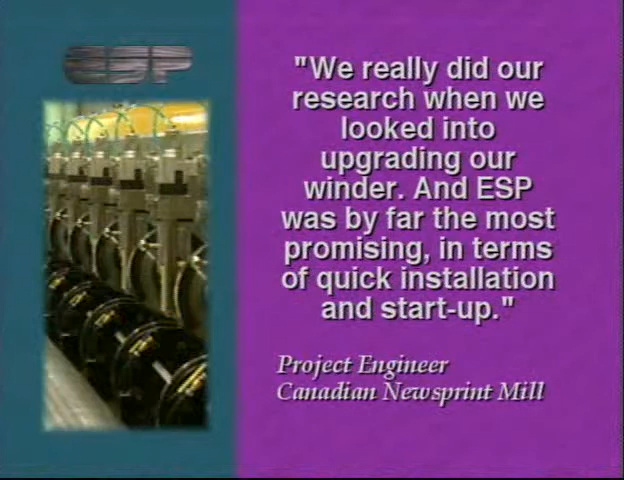 ESP
"We really did our
research when we
looked into
upgrading our
winder. And ESP
was by far the most
promising, in terms
of quick installation
and start-up."
Project Engineer
Canadian Newsprint Mill